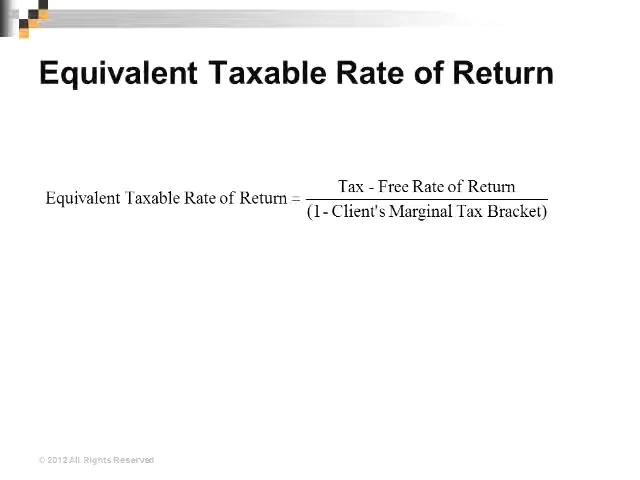 Equivalent Taxable Rate of Return
Equivalent Taxable Rate of Return = Tax - Free Rate of Return
(1- Client's Marginal Tax Bracket)
© 2012 All Rights Reserved